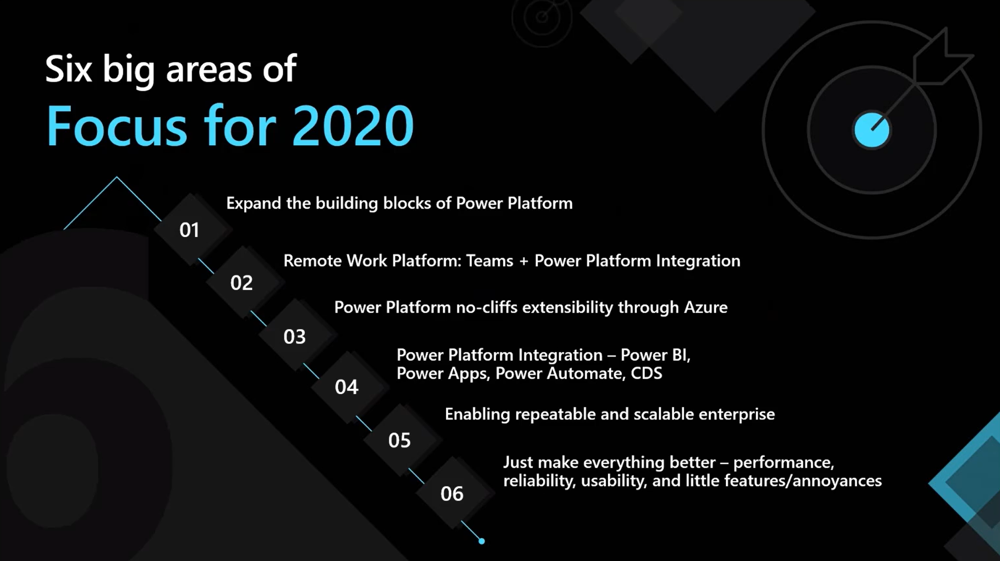 Six big areas of
Focus for 2020
01
Expand the building blocks of Power Platform
02
Remote Work Platform: Teams + Power Platform Integration
03
Power Platform no-cliffs extensibility through Azure
04
Power Platform Integration – Power BI,
Power Apps, Power Automate, CDS
05
Enabling repeatable and scalable enterprise
06
Just make everything better – performance,
reliability, usability, and little features/annoyances
6